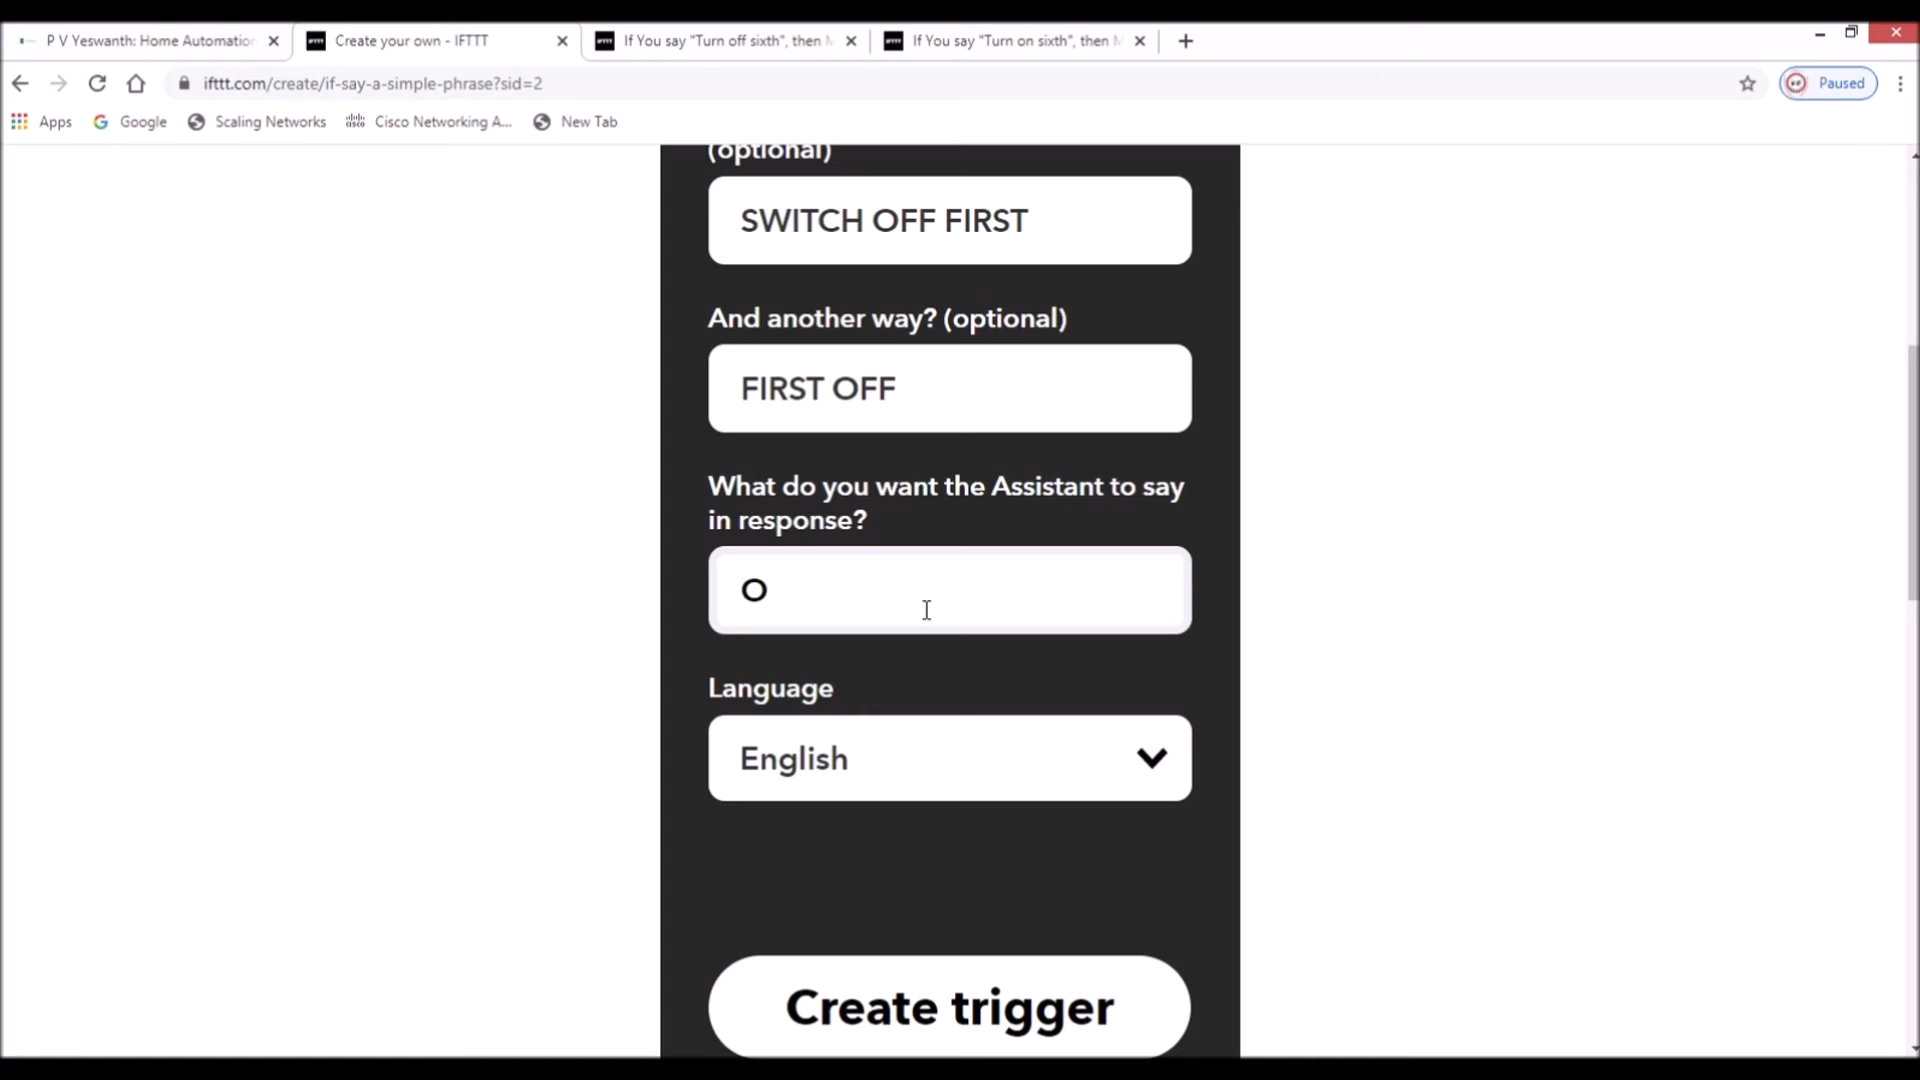 P V Yeswanth: Home Automation
Create your own - IFTTT
If You say "Turn off sixth", then M
If You say "Turn on sixth", then M
ifttt.com/create/if-say-a-simple-phrase?sid=2
Paused
Apps
Google
Scaling Networks
Cisco Networking A...
New Tab
(optional)
SWITCH OFF FIRST
And another way? (optional)
FIRST OFF
What do you want the Assistant to say
in response?
O
Language
English
Create trigger